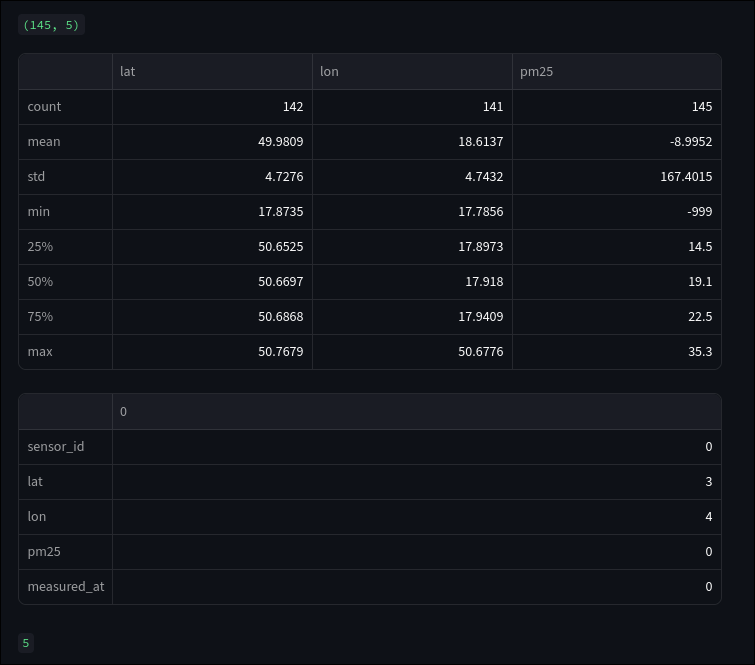 (145, 5)
lat lon pm25
count 142 141 145
mean 49.9809 18.6137 -8.9952
std 4.7276 4.7432 167.4015
min 17.8735 17.7856 -999
25% 50.6525 17.8973 14.5
50% 50.6697 17.918 19.1
75% 50.6868 17.9409 22.5
max 50.7679 50.6776 35.3
0
sensor_id 0
lat 3
lon 4
pm25 0
measured_at 0
5